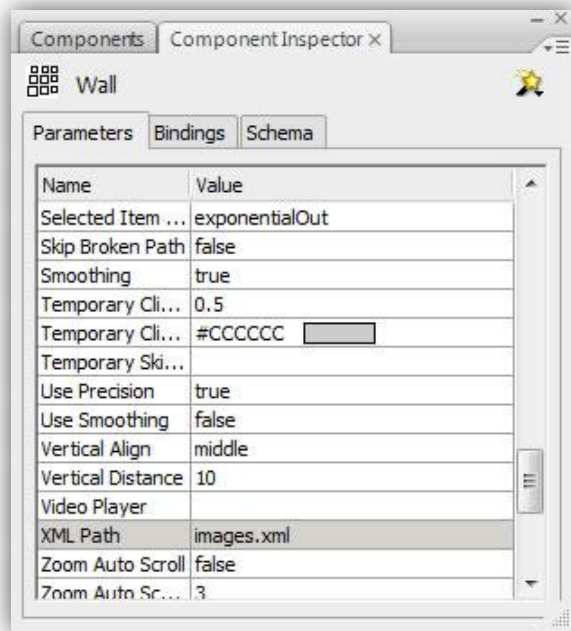 Components Component Inspector ×
Wall
Parameters Bindings Schema
Name Value
Selected Item ... exponentialOut
Skip Broken Path false
Smoothing true
Temporary Cli... 0.5
Temporary Cli... #CCCCCC
Temporary Ski...
Use Precision true
Use Smoothing false
Vertical Align middle
Vertical Distance 10
Video Player
XML Path images.xml
Zoom Auto Scroll false
Zoom Auto Sc... 3